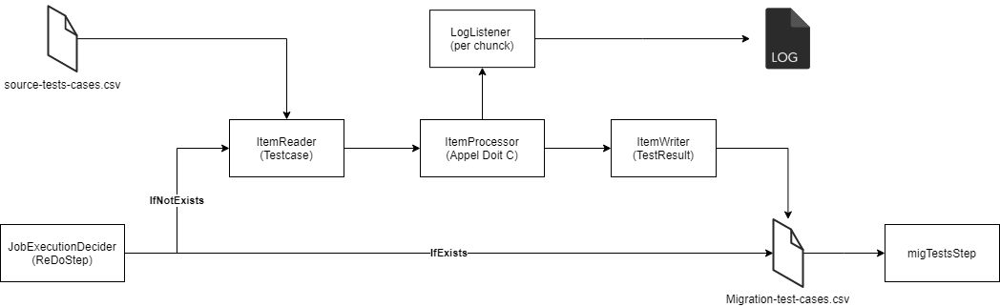 LogListener
(per chunck)
LOG
source-tests-cases.csv
ItemReader
(Testcase)
ItemProcessor
(Appel Doit C)
ItemWriter
(TestResult)
IfNotExists
JobExecutionDecider
(ReDoStep)
IfExists
migTestsStep
Migration-test-cases.csv